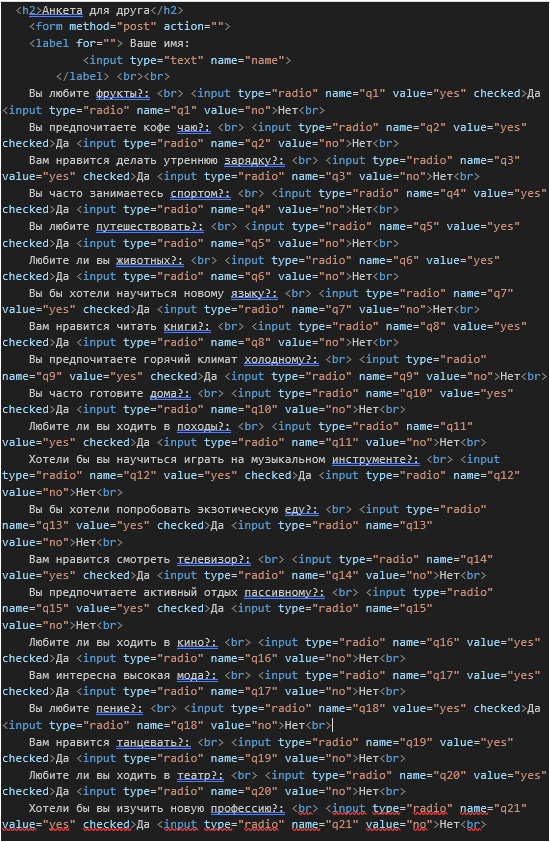 <h2>Анкета для друга</h2>
<form method="post" action="">
<label for=""> Ваше имя:
<input type="text" name="name">
</label> <br><br>
Вы любите фрукты?: <br> <input type="radio" name="q1" value="yes" checked>Да
<input type="radio" name="q1" value="no">Нет<br>
Вы предпочитаете кофе чаю?: <br> <input type="radio" name="q2" value="yes"
checked>Да <input type="radio" name="q2" value="no">Нет<br>
Вам нравится делать утреннюю зарядку?: <br> <input type="radio" name="q3"
value="yes" checked>Да <input type="radio" name="q3" value="no">Нет<br>
Вы часто занимаетесь спортом?: <br> <input type="radio" name="q4" value="yes"
checked>Да <input type="radio" name="q4" value="no">Нет<br>
Вы любите путешествовать?: <br> <input type="radio" name="q5" value="yes"
checked>Да <input type="radio" name="q5" value="no">Нет<br>
Любите ли вы животных?: <br> <input type="radio" name="q6" value="yes"
checked>Да <input type="radio" name="q6" value="no">Нет<br>
Вы бы хотели научиться новому языку?: <br> <input type="radio" name="q7"
value="yes" checked>Да <input type="radio" name="q7" value="no">Нет<br>
Вам нравится читать книги?: <br> <input type="radio" name="q8" value="yes"
checked>Да <input type="radio" name="q8" value="no">Нет<br>
Вы предпочитаете горячий климат холодному?: <br> <input type="radio"
name="q9" value="yes" checked>Да <input type="radio" name="q9" value="no">Нет<br>
Вы часто готовите дома?: <br> <input type="radio" name="q10" value="yes"
checked>Да <input type="radio" name="q10" value="no">Нет<br>
Любите ли вы ходить в походы?: <br> <input type="radio" name="q11"
value="yes" checked>Да <input type="radio" name="q11" value="no">Нет<br>
Хотели бы вы научиться играть на музыкальном инструменте?: <br> <input
type="radio" name="q12" value="yes" checked>Да <input type="radio" name="q12"
value="no">Нет<br>
Вы бы хотели попробовать экзотическую еду?: <br> <input type="radio"
name="q13" value="yes" checked>Да <input type="radio" name="q13"
value="no">Нет<br>
Вам нравится смотреть телевизор?: <br> <input type="radio" name="q14"
value="yes" checked>Да <input type="radio" name="q14" value="no">Нет<br>
Вы предпочитаете активный отдых пассивному?: <br> <input type="radio"
name="q15" value="yes" checked>Да <input type="radio" name="q15"
value="no">Нет<br>
Любите ли вы ходить в кино?: <br> <input type="radio" name="q16" value="yes"
checked>Да <input type="radio" name="q16" value="no">Нет<br>
Вам интересна высокая мода?: <br> <input type="radio" name="q17" value="yes"
checked>Да <input type="radio" name="q17" value="no">Нет<br>
Вы любите пение?: <br> <input type="radio" name="q18" value="yes" checked>Да
<input type="radio" name="q18" value="no">Нет<br>
Вам нравится танцевать?: <br> <input type="radio" name="q19" value="yes"
checked>Да <input type="radio" name="q19" value="no">Нет<br>
Любите ли вы ходить в театр?: <br> <input type="radio" name="q20" value="yes"
checked>Да <input type="radio" name="q20" value="no">Нет<br>
Хотели бы вы изучить новую профессию?: <br> <input type="radio" name="q21"
value="yes" checked>Да <input type="radio" name="q21" value="no">Нет<br>